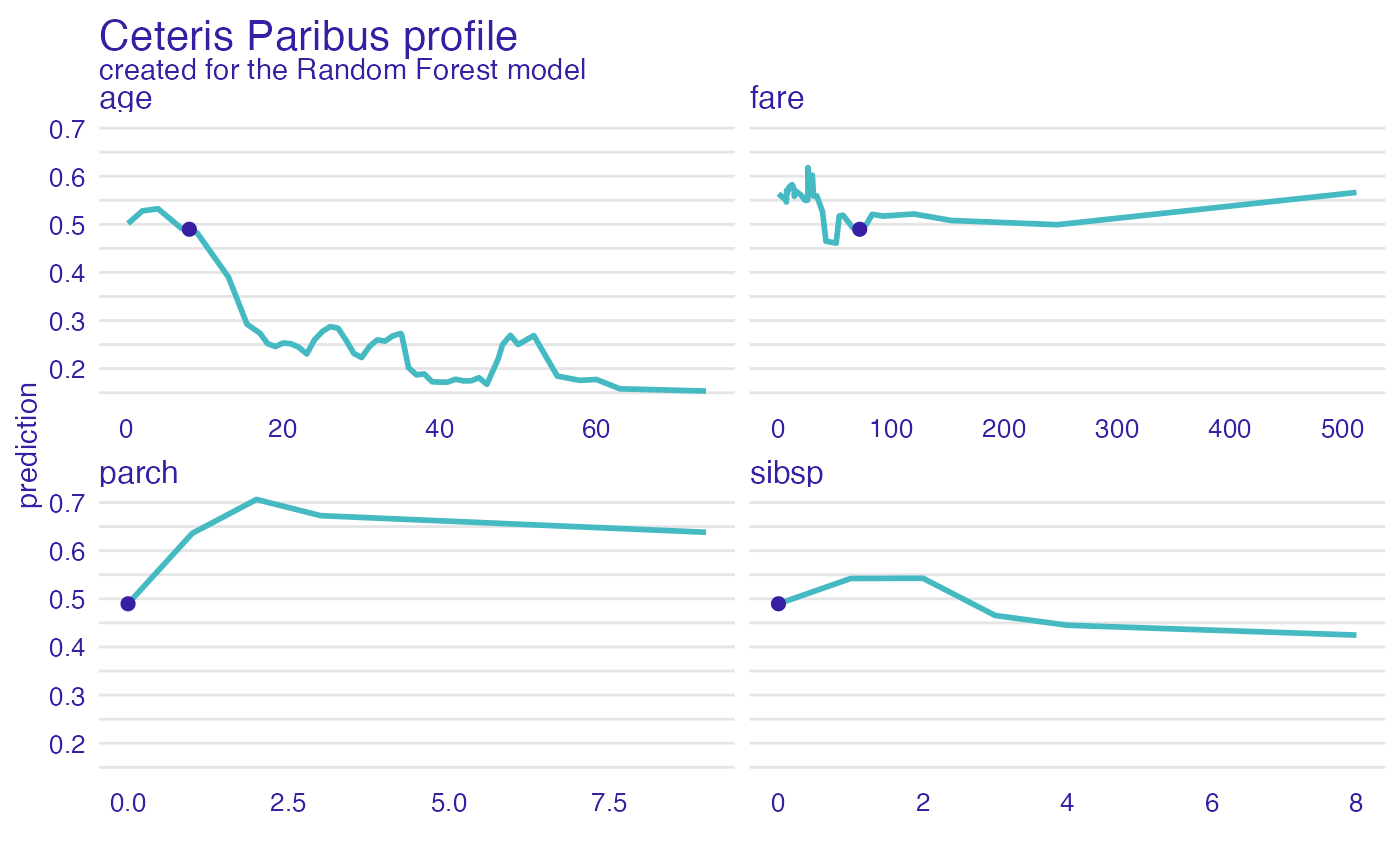 Ceteris Paribus profile
created for the Random Forest model
age
fare
0.7
0.6
0.5
0.4
0.3
0.2
0 20 40 60
0 100 200 300 400 500
prediction
parch
sibsp
0.7
0.6
0.5
0.4
0.3
0.2
0.0 2.5 5.0 7.5
0 2 4 6 8